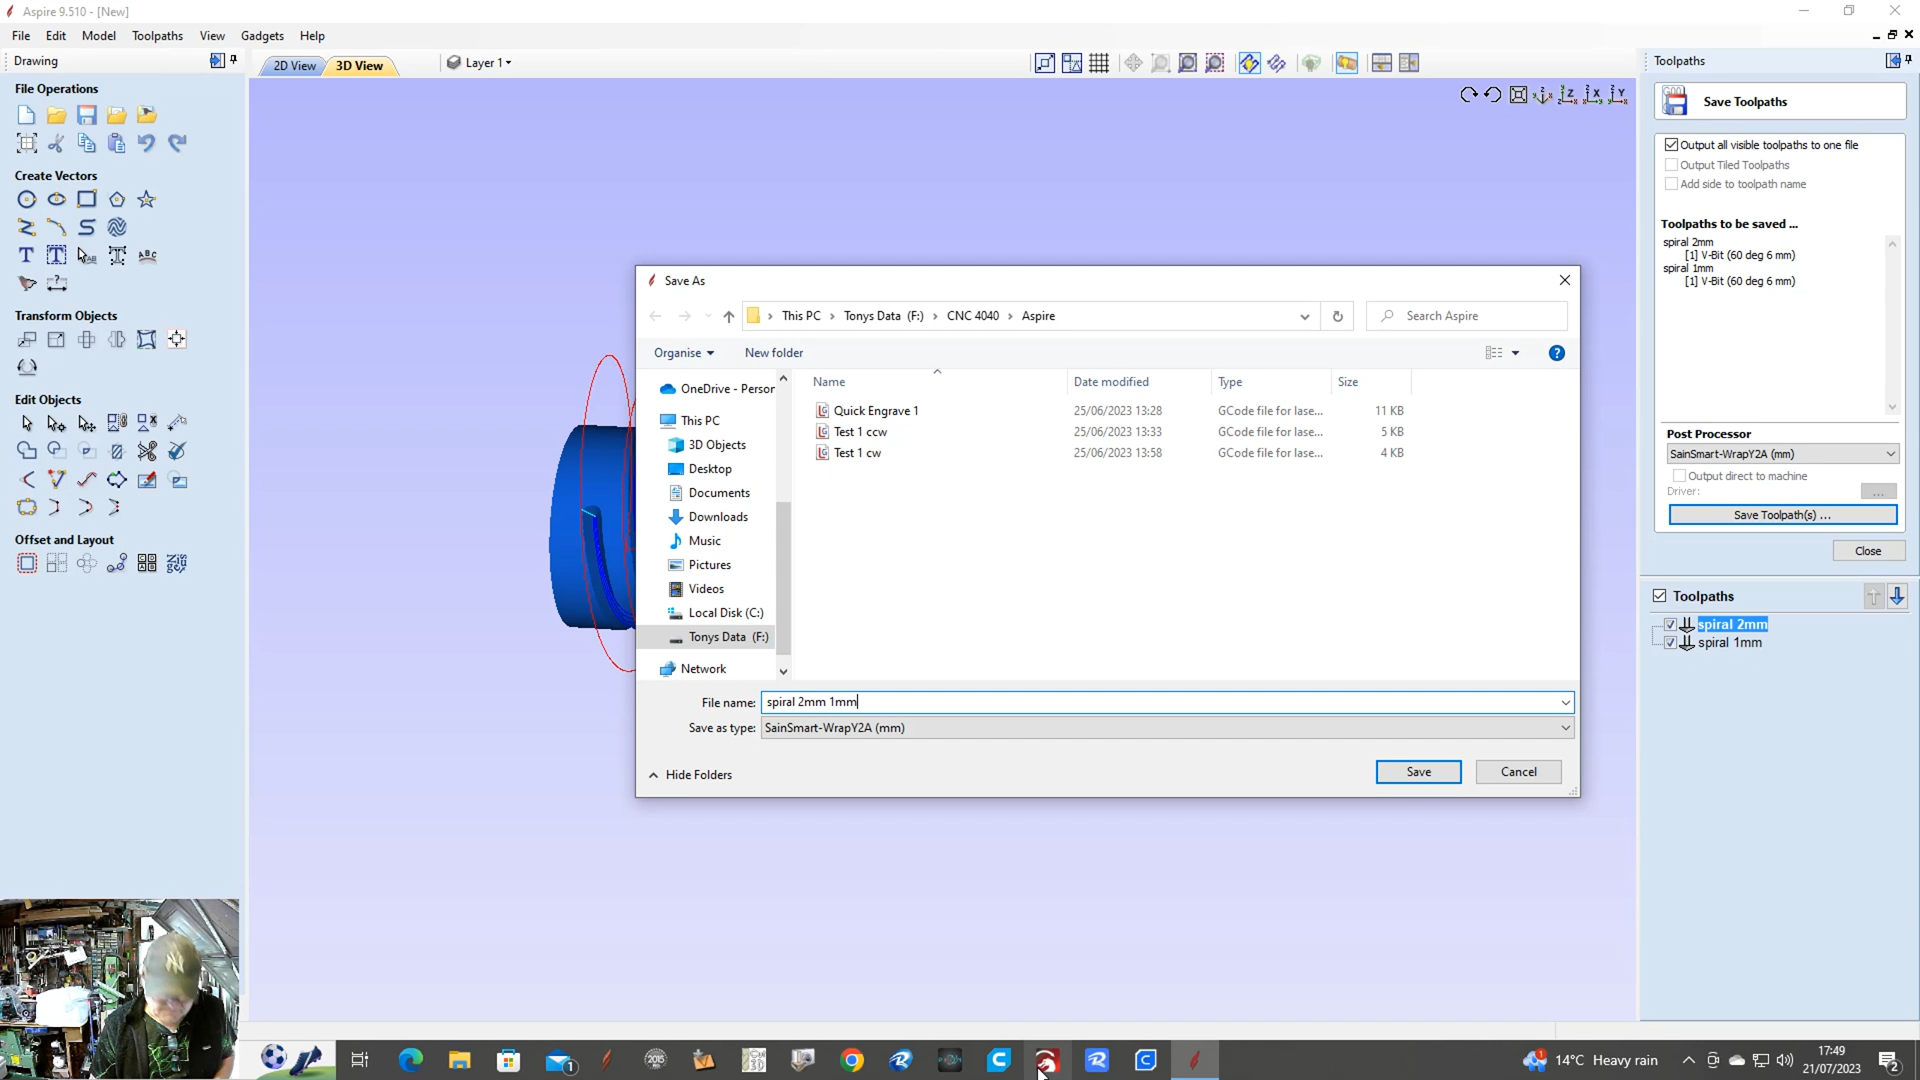 Aspire 9.510 - [New]
File Edit Model Toolpaths View Gadgets Help
Drawing
2D View 3D View Layer 1
File Operations
Create Vectors
Transform Objects
Edit Objects
Offset and Layout
Save As
This PC > Tonys Data (F:) > CNC 4040 > Aspire
Search Aspire
Organise New folder
Name Date modified Type Size
OneDrive - Person
This PC
3D Objects
Desktop
Documents
Downloads
Music
Pictures
Videos
Local Disk (C:)
Tonys Data (F:)
Network
Quick Engrave 1 25/06/2023 13:28 GCode file for lase... 11 KB
Test 1 ccw 25/06/2023 13:33 GCode file for lase... 5 KB
Test 1 cw 25/06/2023 13:58 GCode file for lase... 4 KB
File name: spiral 2mm 1mm
Save as type: SainSmart-WrapY2A (mm)
Hide Folders
Save Cancel
Toolpaths
Save Toolpaths
Output all visible toolpaths to one file
Output Tiled Toolpaths
Add side to toolpath name
Toolpaths to be saved ...
spiral 2mm
[1] V-Bit (60 deg 6 mm)
spiral 1mm
[1] V-Bit (60 deg 6 mm)
Post Processor
SainSmart-WrapY2A (mm)
Output direct to machine
Driver: ...
Save Toolpath(s) ...
Close
Toolpaths
spiral 2mm
spiral 1mm
14°C Heavy rain
17:49
21/07/2023